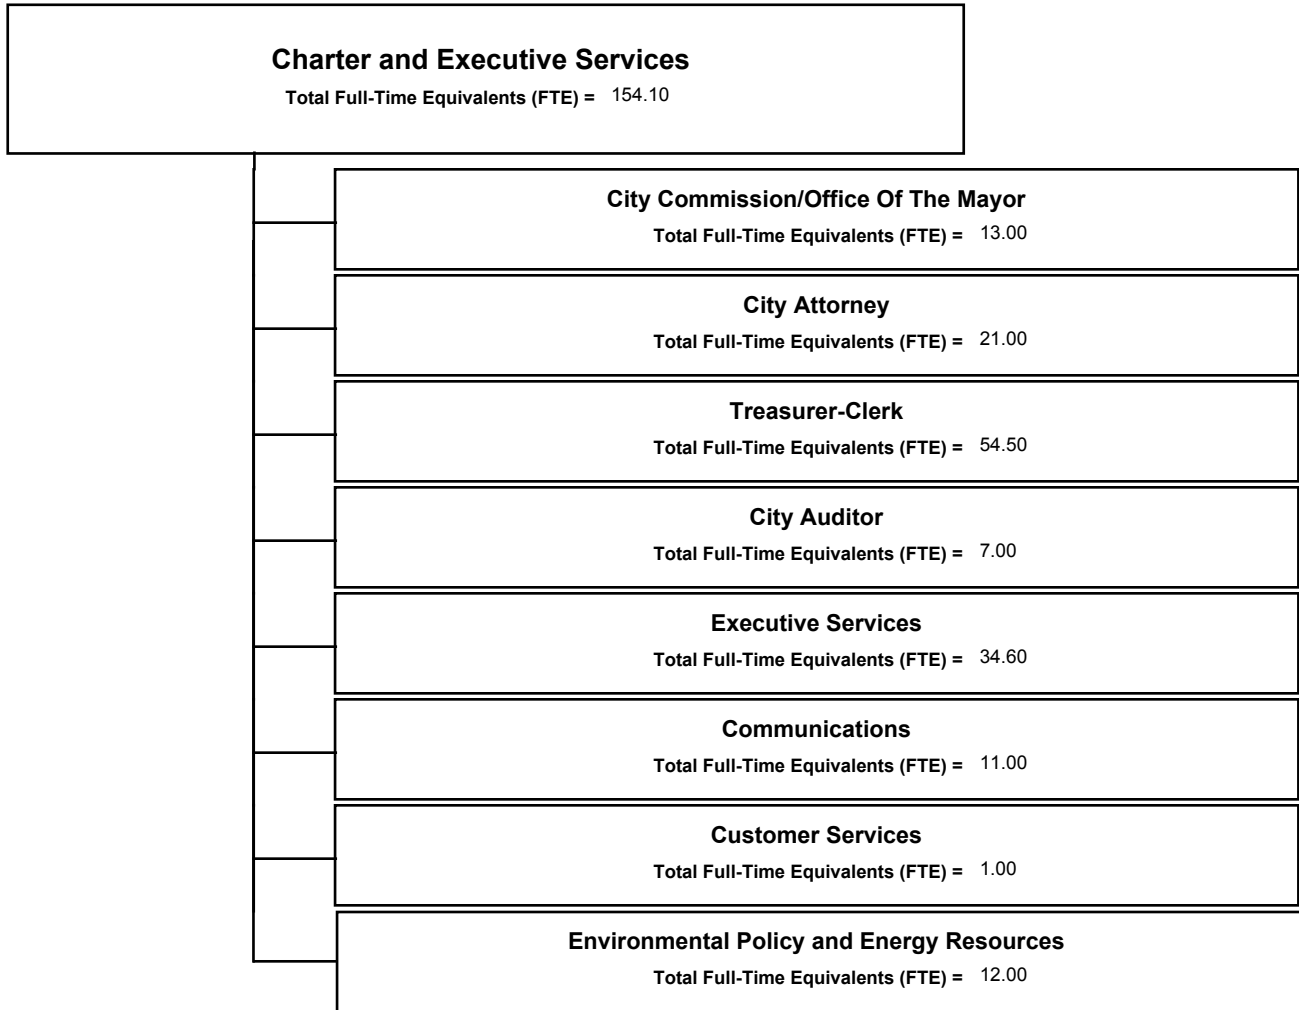 Charter and Executive Services
Total Full-Time Equivalents (FTE) = 154.10
City Commission/Office Of The Mayor
Total Full-Time Equivalents (FTE) = 13.00
City Attorney
Total Full-Time Equivalents (FTE) = 21.00
Treasurer-Clerk
Total Full-Time Equivalents (FTE) = 54.50
City Auditor
Total Full-Time Equivalents (FTE) = 7.00
Executive Services
Total Full-Time Equivalents (FTE) = 34.60
Communications
Total Full-Time Equivalents (FTE) = 11.00
Customer Services
Total Full-Time Equivalents (FTE) = 1.00
Environmental Policy and Energy Resources
Total Full-Time Equivalents (FTE) = 12.00